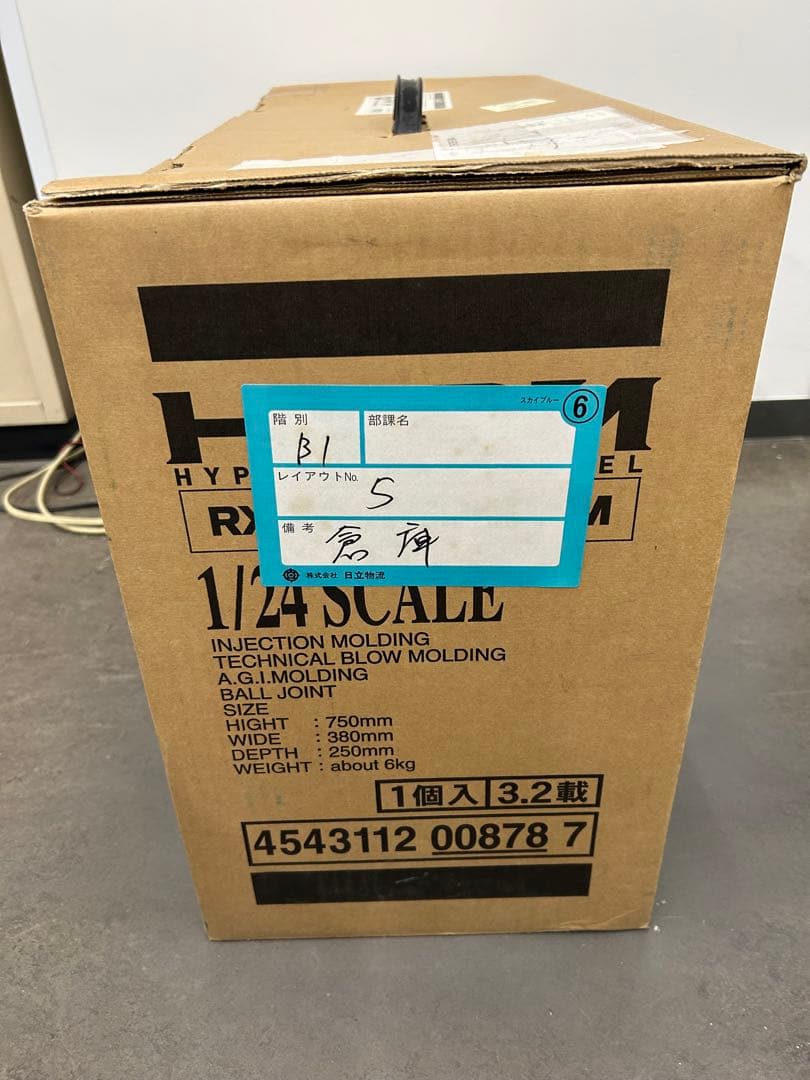 スカイブルー ⑥
階別 部課名
B1
レイアウトNo.
5
備考
倉庫
株式会社 日立物流
1/24 SCALE
INJECTION MOLDING
TECHNICAL BLOW MOLDING
A.G.I.MOLDING
BALL JOINT
SIZE
HIGHT : 750mm
WIDE : 380mm
DEPTH : 250mm
WEIGHT : about 6kg
1個入 3.2載
4543112 00878 7